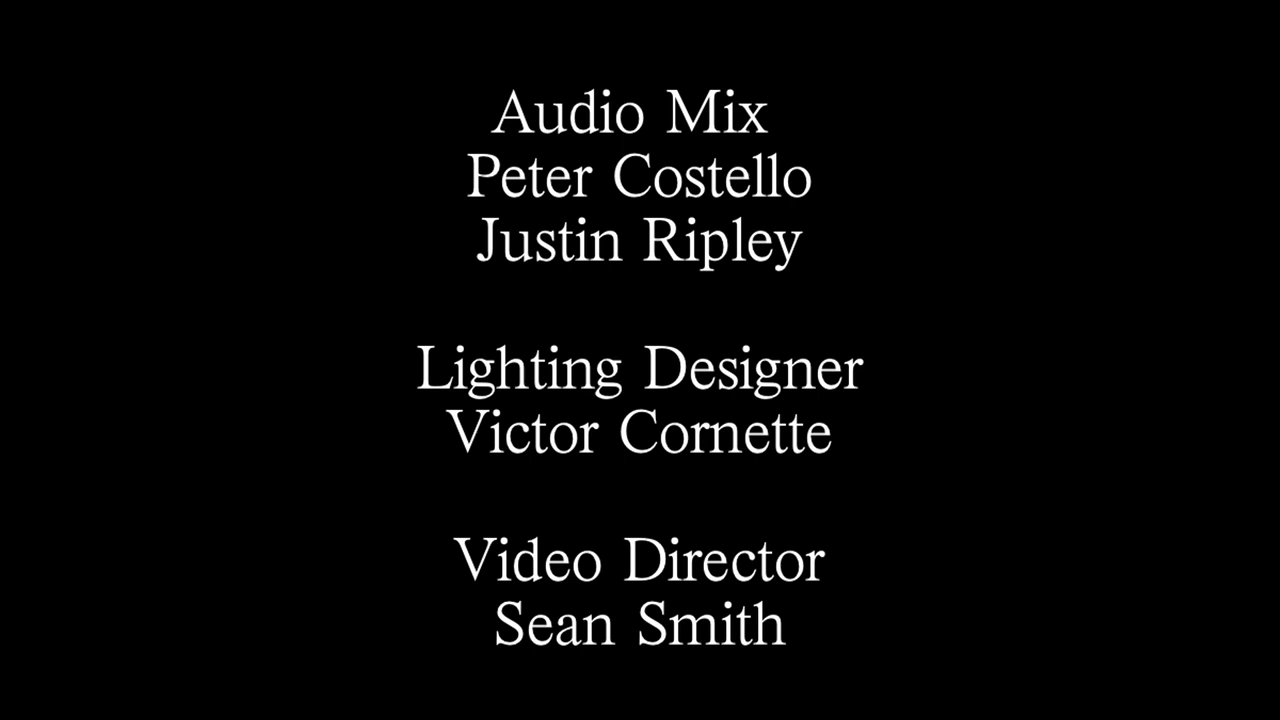 Audio Mix
Peter Costello
Justin Ripley
Lighting Designer
Victor Cornette
Video Director
Sean Smith